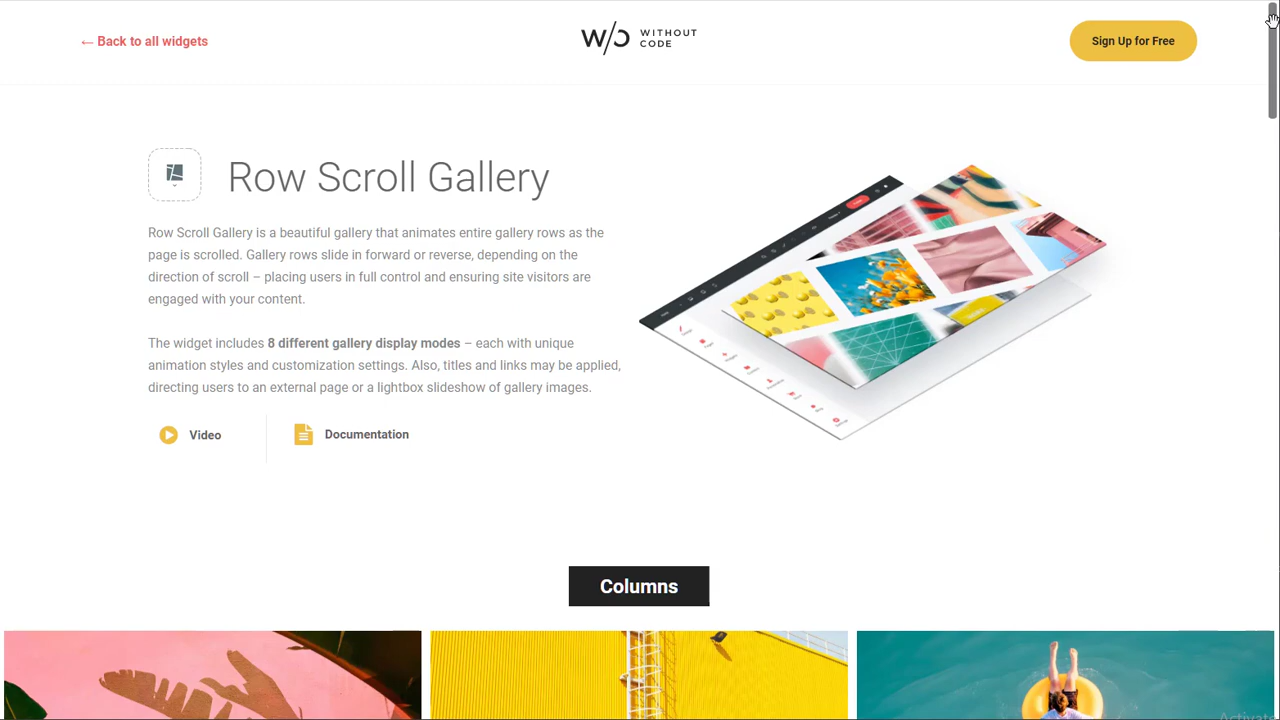 ← Back to all widgets
W/O WITHOUT
CODE
Sign Up for Free
Row Scroll Gallery
Row Scroll Gallery is a beautiful gallery that animates entire gallery rows as the
page is scrolled. Gallery rows slide in forward or reverse, depending on the
direction of scroll – placing users in full control and ensuring site visitors are
engaged with your content.
The widget includes 8 different gallery display modes – each with unique
animation styles and customization settings. Also, titles and links may be applied,
directing users to an external page or a lightbox slideshow of gallery images.
Video
Documentation
Columns